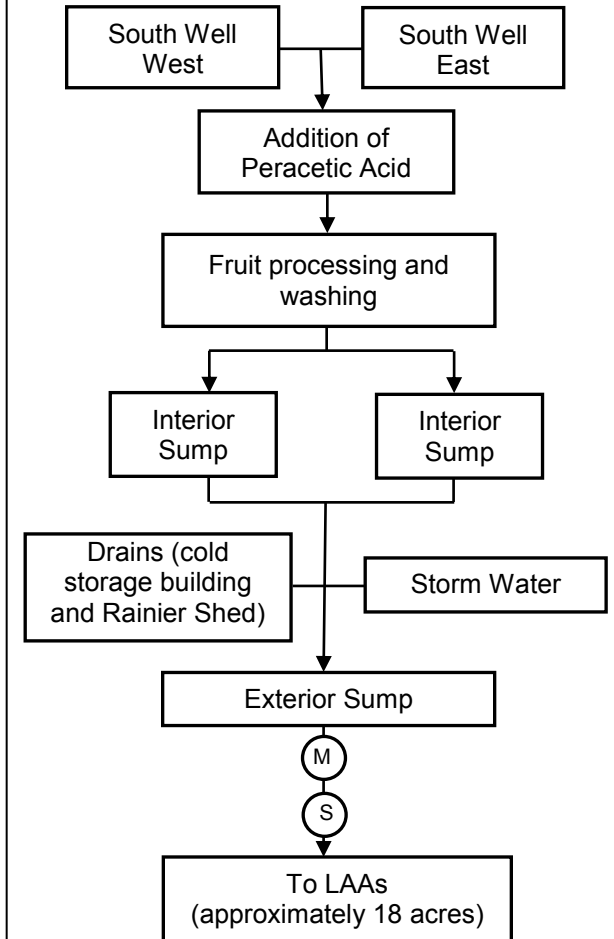 South Well
West
South Well
East
Addition of
Peracetic Acid
Fruit processing and
washing
Interior
Sump
Interior
Sump
Drains (cold
storage building
and Rainier Shed)
Storm Water
Exterior Sump
M
S
To LAAs
(approximately 18 acres)